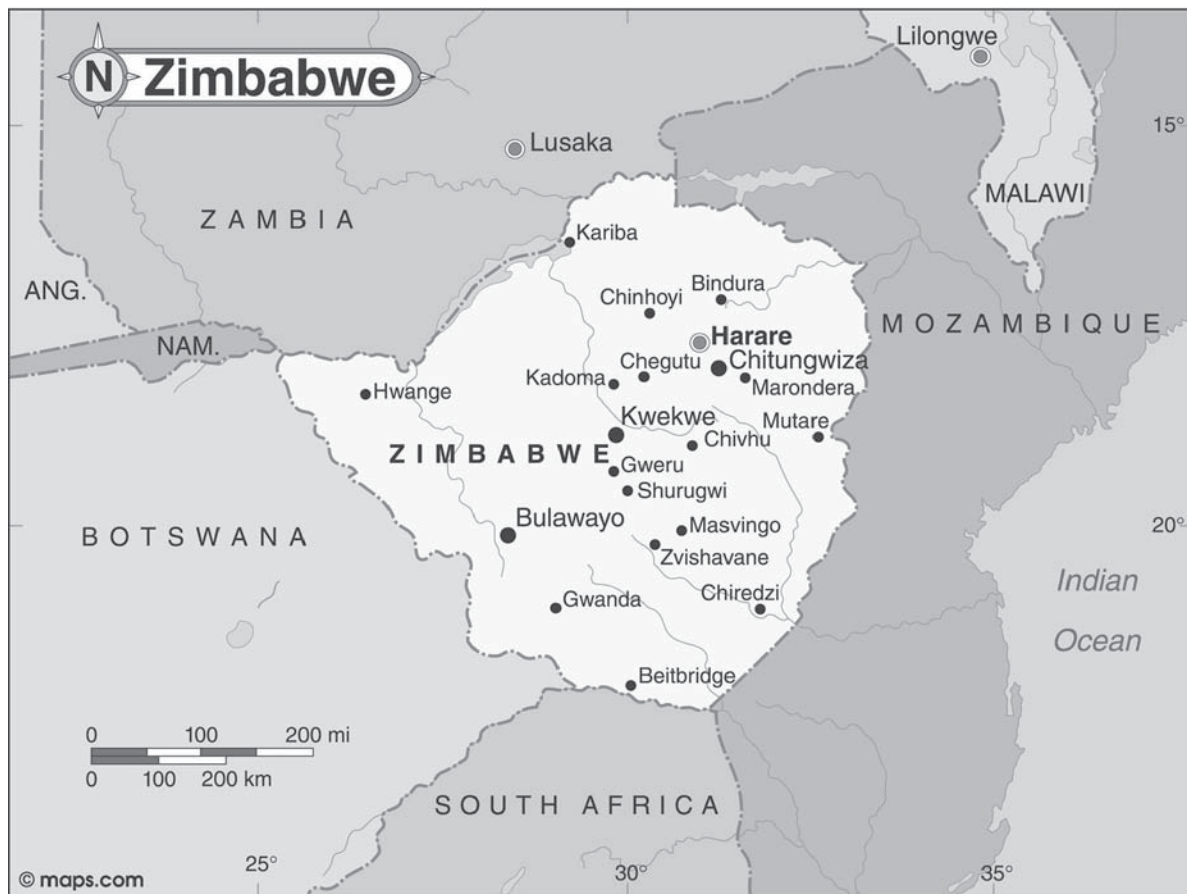 N Zimbabwe
Lilongwe
15°
Lusaka
MALAWI
ZAMBIA
Kariba
ANG.
Bindura
Chinhoyi
MOZAMBIQUE
Harare
NAM.
Chegutu
Chitungwiza
Kadoma
Marondera
Hwange
Kwekwe
Mutare
Chivhu
ZIMBABWE
Gweru
Shurugwi
Bulawayo
Masvingo
20°
BOTSWANA
Zvishavane
Indian
Ocean
Chiredzi
Gwanda
Beitbridge
0 100 200 mi
0 100 200 km
SOUTH AFRICA
25°
30°
35°
© maps.com